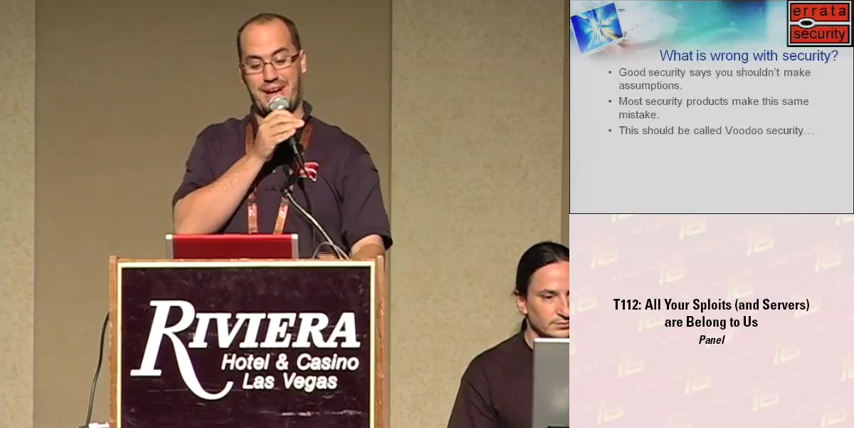 errata
security
What is wrong with security?
• Good security says you shouldn't make
assumptions.
• Most security products make this same
mistake.
• This should be called Voodoo security...
RIVIERA
Hotel & Casino
Las Vegas
T112: All Your Sploits (and Servers)
are Belong to Us
Panel